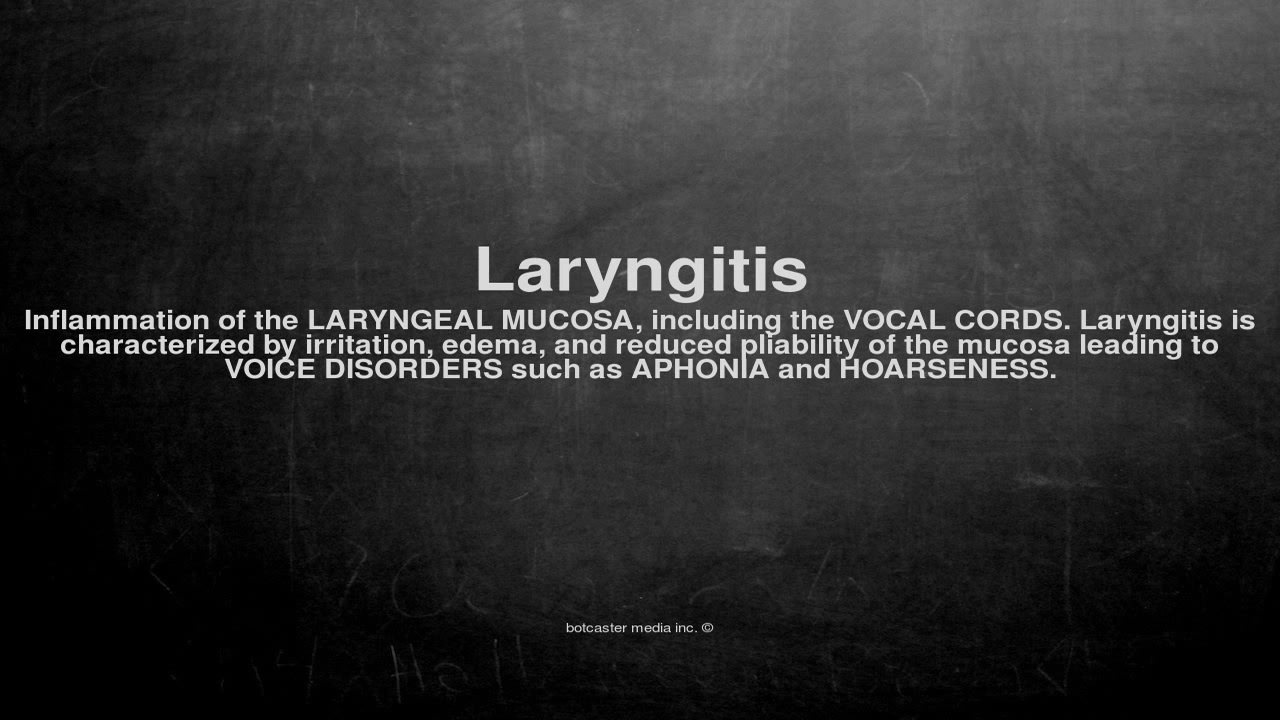 Laryngitis
Inflammation of the LARYNGEAL MUCOSA, including the VOCAL CORDS. Laryngitis is
characterized by irritation, edema, and reduced pliability of the mucosa leading to
VOICE DISORDERS such as APHONIA and HOARSENESS.
botcaster media inc. ©